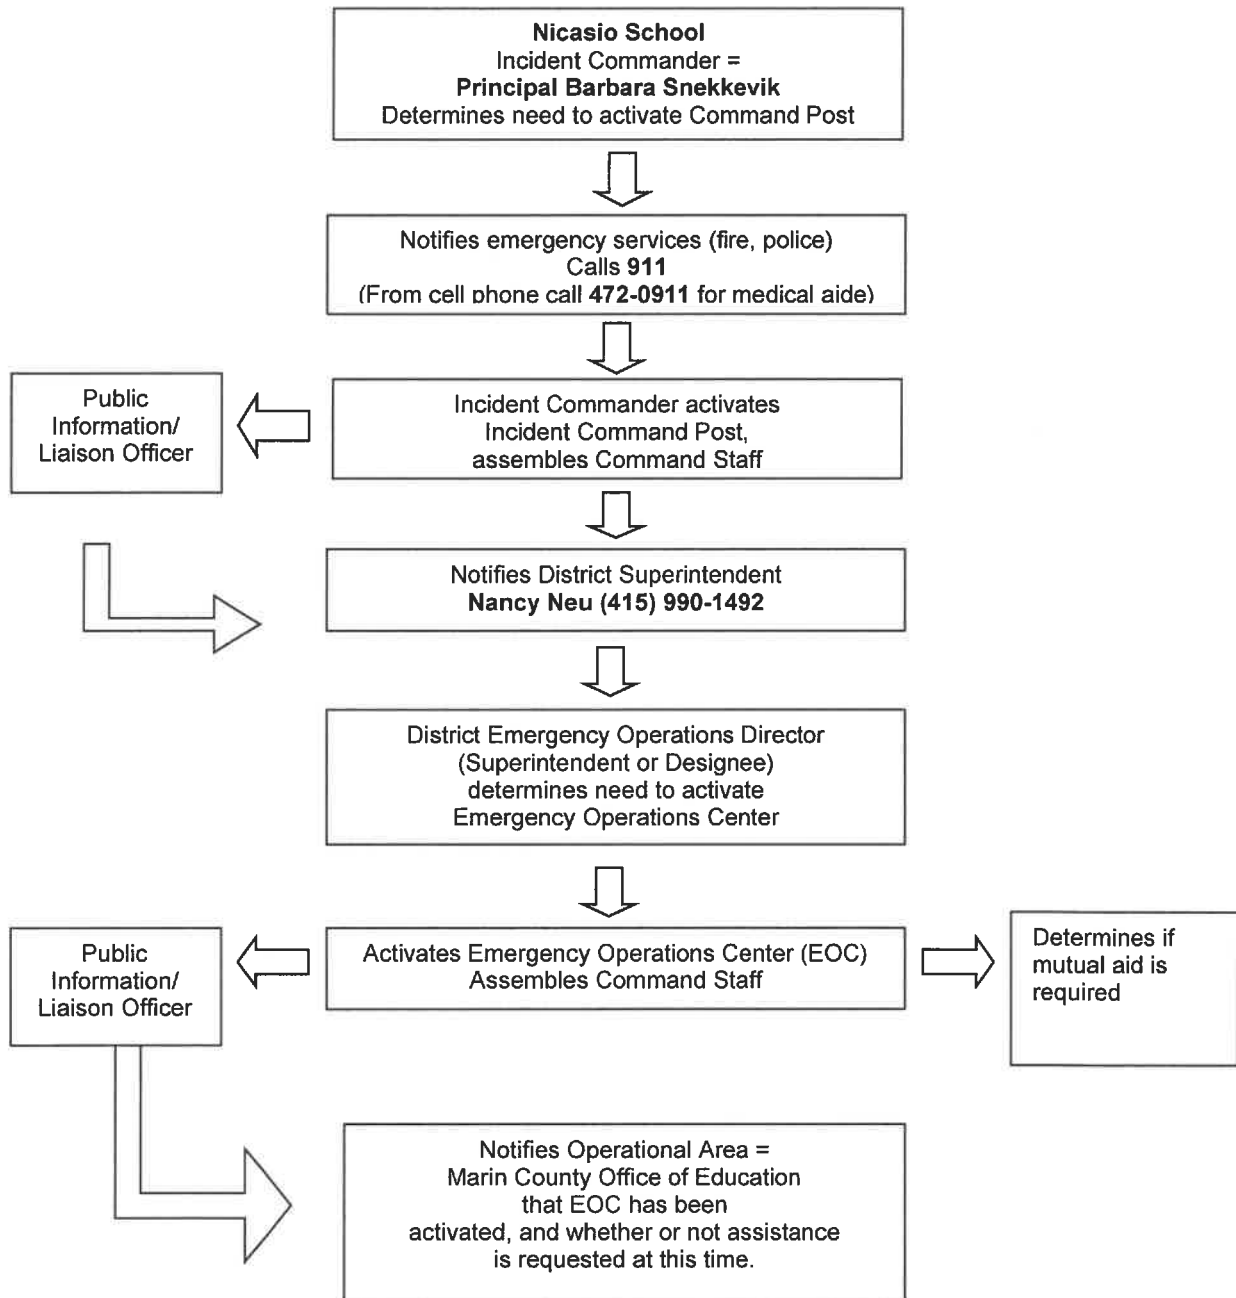 Nicasio School
Incident Commander =
Principal Barbara Snekkevik
Determines need to activate Command Post
Notifies emergency services (fire, police)
Calls 911
(From cell phone call 472-0911 for medical aide)
Public
Information/
Liaison Officer
Incident Commander activates
Incident Command Post,
assembles Command Staff
Notifies District Superintendent
Nancy Neu (415) 990-1492
District Emergency Operations Director
(Superintendent or Designee)
determines need to activate
Emergency Operations Center
Public
Information/
Liaison Officer
Activates Emergency Operations Center (EOC)
Assembles Command Staff
Determines if
mutual aid is
required
Notifies Operational Area =
Marin County Office of Education
that EOC has been
activated, and whether or not assistance
is requested at this time.